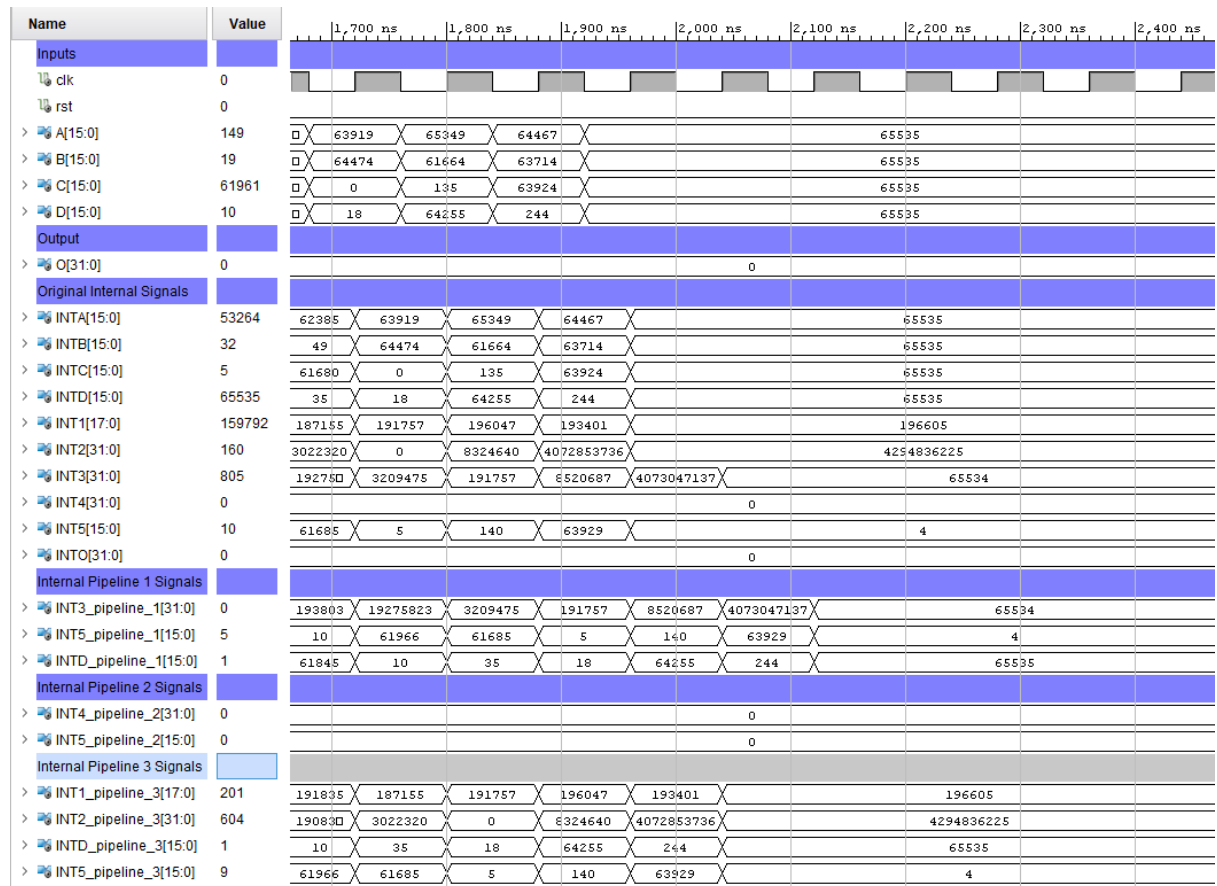 Name Value 1,700 ns 1,800 ns 1,900 ns 2,000 ns 2,100 ns 2,200 ns 2,300 ns 2,400 ns
Inputs
clk 0
rst 0
A[15:0] 149 63919 65349 64467 65535
B[15:0] 19 64474 61664 63714 65535
C[15:0] 61961 0 135 63924 65535
D[15:0] 10 18 64255 244 65535
Output
O[31:0] 0 0
Original Internal Signals
INTA[15:0] 53264 62385 63919 65349 64467 65535
INTB[15:0] 32 49 64474 61664 63714 65535
INTC[15:0] 5 61680 0 135 63924 65535
INTD[15:0] 65535 35 18 64255 244 65535
INT1[17:0] 159792 187155 191757 196047 193401 196605
INT2[31:0] 160 3022320 0 8324640 4072853736 4294836225
INT3[31:0] 805 19275 3209475 191757 8520687 4073047137 65534
INT4[31:0] 0 0
INT5[15:0] 10 61685 5 140 63929 4
INTO[31:0] 0 0
Internal Pipeline 1 Signals
INT3_pipeline_1[31:0] 0 193803 19275823 3209475 191757 8520687 4073047137 65534
INT5_pipeline_1[15:0] 5 10 61966 61685 5 140 63929 4
INTD_pipeline_1[15:0] 1 61845 10 35 18 64255 244 65535
Internal Pipeline 2 Signals
INT4_pipeline_2[31:0] 0 0
INT5_pipeline_2[15:0] 0 0
Internal Pipeline 3 Signals
INT1_pipeline_3[17:0] 201 191835 187155 191757 196047 193401 196605
INT2_pipeline_3[31:0] 604 19083 3022320 0 8324640 4072853736 4294836225
INTD_pipeline_3[15:0] 1 10 35 18 64255 244 65535
INT5_pipeline_3[15:0] 9 61966 61685 5 140 63929 4